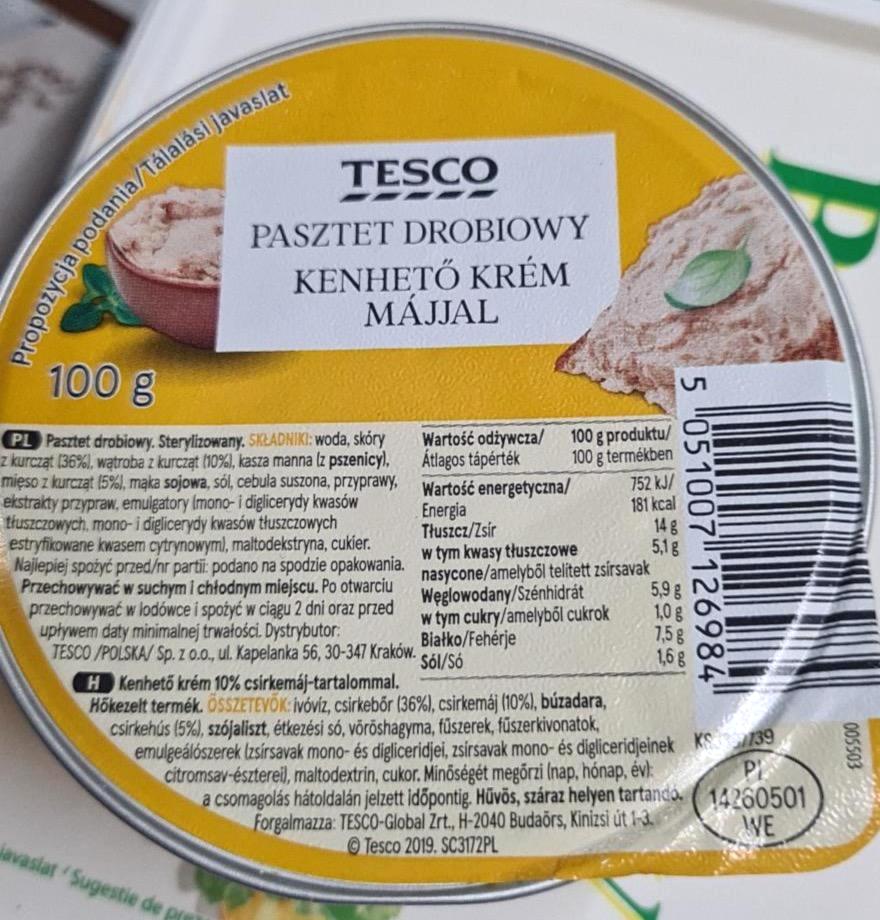 Propozycja podania/Tálalási javaslat
TESCO
PASZTET DROBIOWY
KENHETŐ KRÉM
MÁJJAL
100 g
PL Pasztet drobiowy. Sterylizowany. SKŁADNIKI: woda, skóry
z kurcząt (36%), wątroba z kurcząt (10%), kasza manna (z pszenicy),
mięso z kurcząt (5%), mąka sojowa, sól, cebula suszona, przyprawy,
ekstrakty przypraw, emulgatory (mono- i diglicerydy kwasów
tłuszczowych, mono- i diglicerydy kwasów tłuszczowych
estryfikowane kwasem cytrynowym), maltodekstryna, cukier.
Najlepiej spożyć przed/nr partii: podano na spodzie opakowania.
Przechowywać w suchym i chłodnym miejscu. Po otwarciu
przechowywać w lodówce i spożyć w ciągu 2 dni oraz przed
upływem daty minimalnej trwałości. Dystrybutor:
TESCO /POLSKA/ Sp. z o.o., ul. Kapelanka 56, 30-347 Kraków.
Wartość odżywcza/ 100 g produktu/
Átlagos tápérték 100 g termékben
Wartość energetyczna/ 752 kJ/
Energia 181 kcal
Tłuszcz/Zsír 14 g
w tym kwasy tłuszczowe 5,1 g
nasycone/amelyből telített zsírsavak
Węglowodany/Szénhidrát 5,9 g
w tym cukry/amelyből cukrok 1,0 g
Białko/Fehérje 7,5 g
Sól/Só 1,6 g
5 051007 126984
H Kenhető krém 10% csirkemáj-tartalommal.
Hőkezelt termék. ÖSSZETEVŐK: ivóvíz, csirkebőr (36%), csirkemáj (10%), búzadara,
csirkehús (5%), szójaliszt, étkezési só, vöröshagyma, fűszerek, fűszerkivonatok,
emulgeálószerek (zsírsavak mono- és digliceridjei, zsírsavak mono- és digliceridjeinek
citromsav-észterei), maltodextrin, cukor. Minőségét megőrzi (nap, hónap, év):
a csomagolás hátoldalán jelzett időpontig. Hűvös, száraz helyen tartandó.
Forgalmazza: TESCO-Global Zrt., H-2040 Budaörs, Kinizsi út 1-3.
© Tesco 2019. SC3172PL
PL
14260501
WE
005503
javaslat / Sugestie de